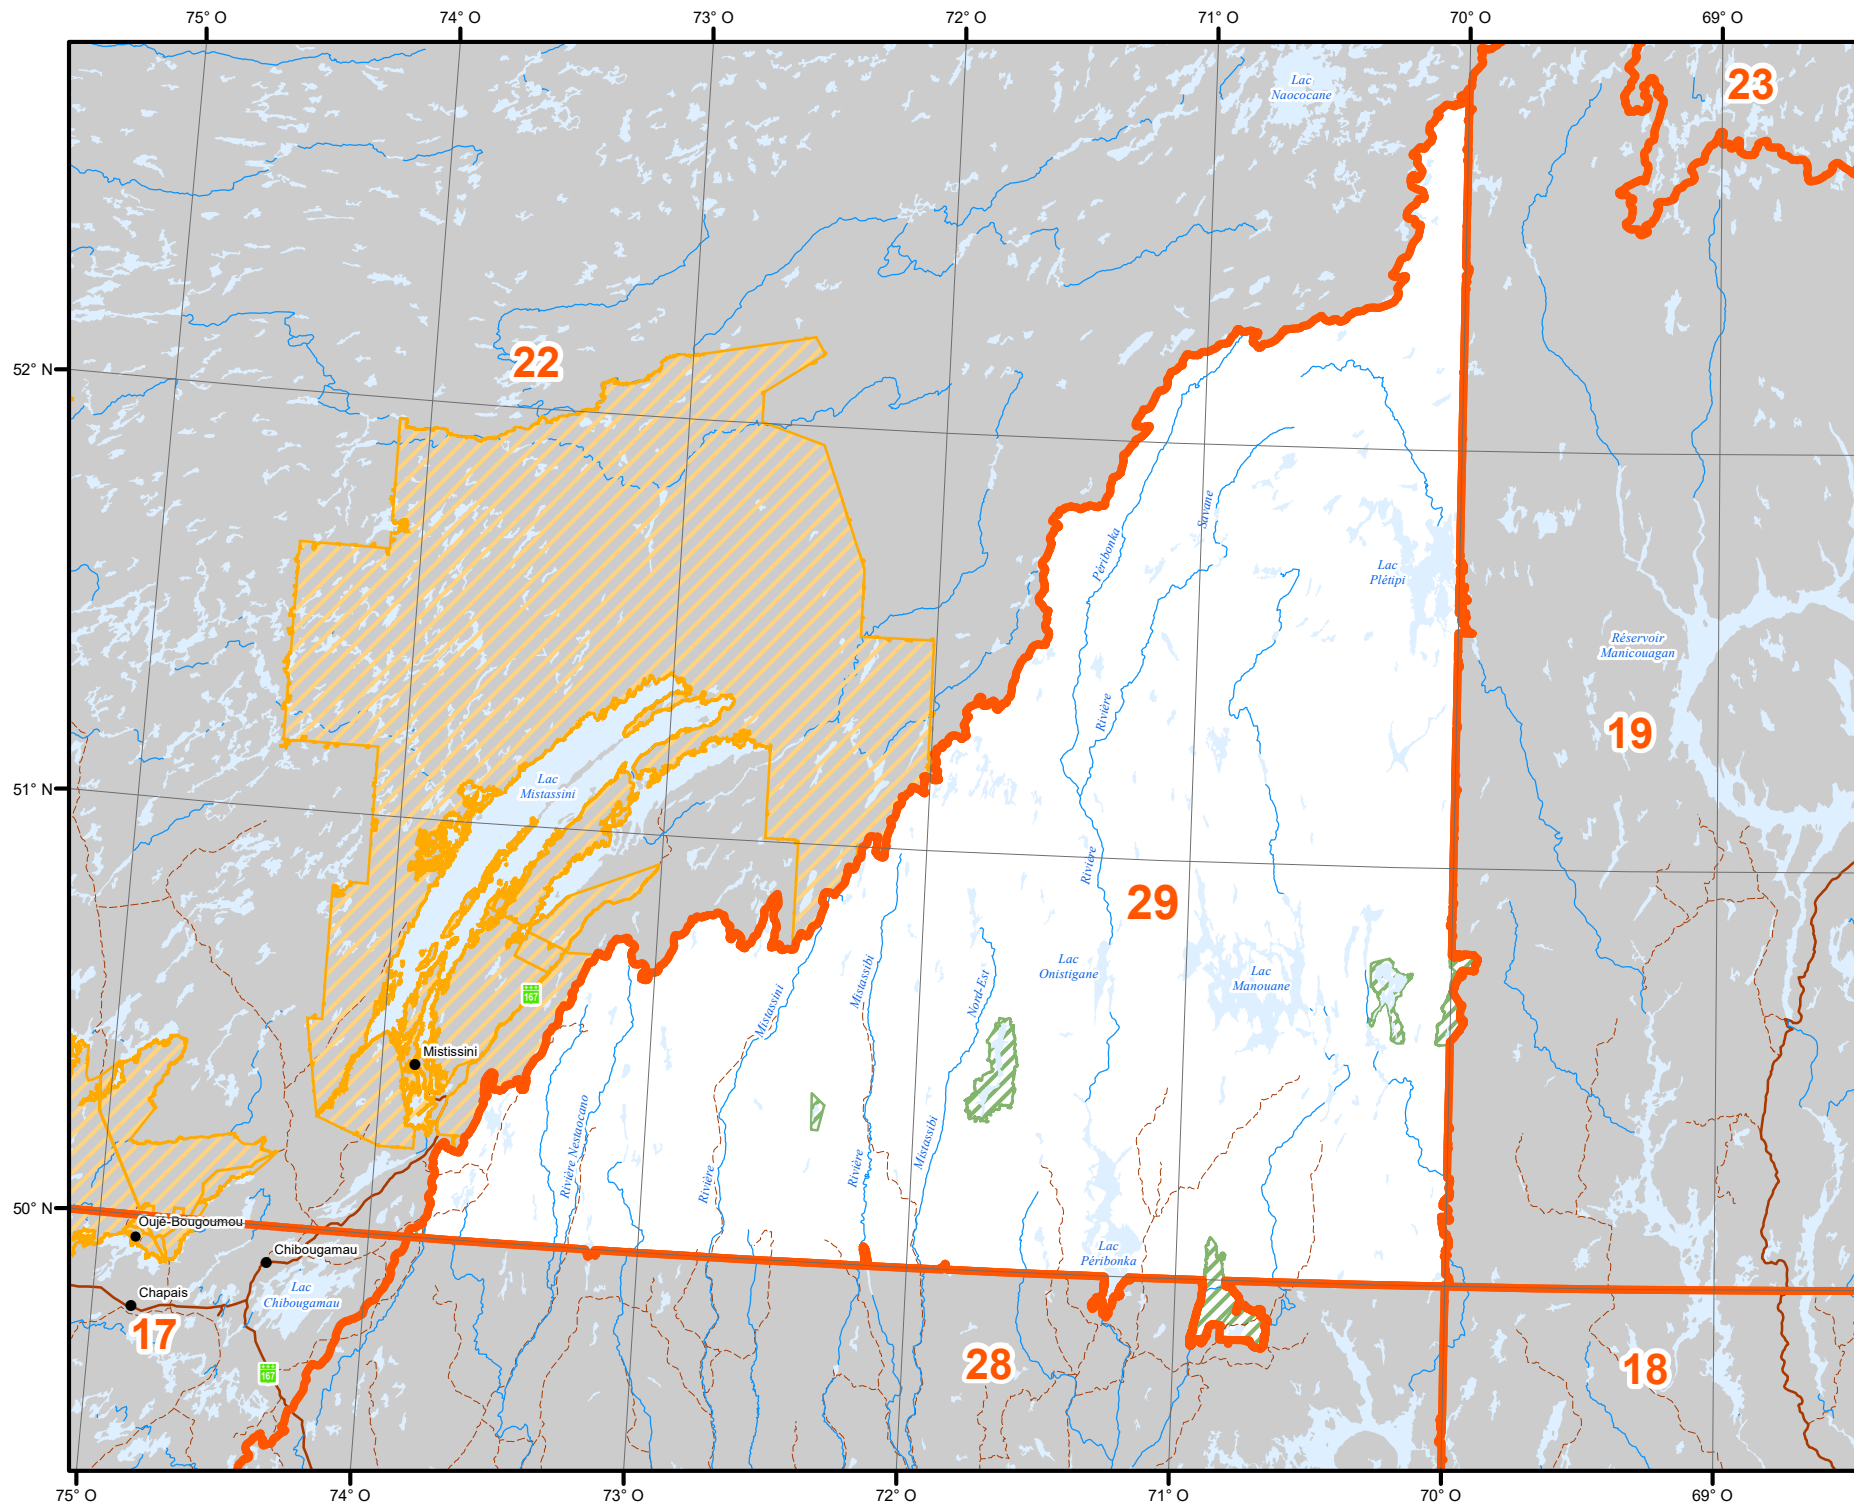 75° O
74° O
73° O
72° O
71° O
70° O
69° O
Lac
Naococane
23
52° N
22
Savane
Péribonka
Lac
Plétipi
Réservoir
Manicouagan
Rivière
19
Lac
Mistassini
51° N
Rivière
29
Lac
Onistigane
Lac
Manouane
Mistassibi
Nord-Est
Mistassini
167
Mistissini
Rivière Nestaocano
Mistassibi
Rivière
Rivière
50° N
Oujé-Bougoumou
Chibougamau
Lac
Péribonka
Chapais
Lac
Chibougamau
17
28
18
167
75° O
74° O
73° O
72° O
71° O
70° O
69° O